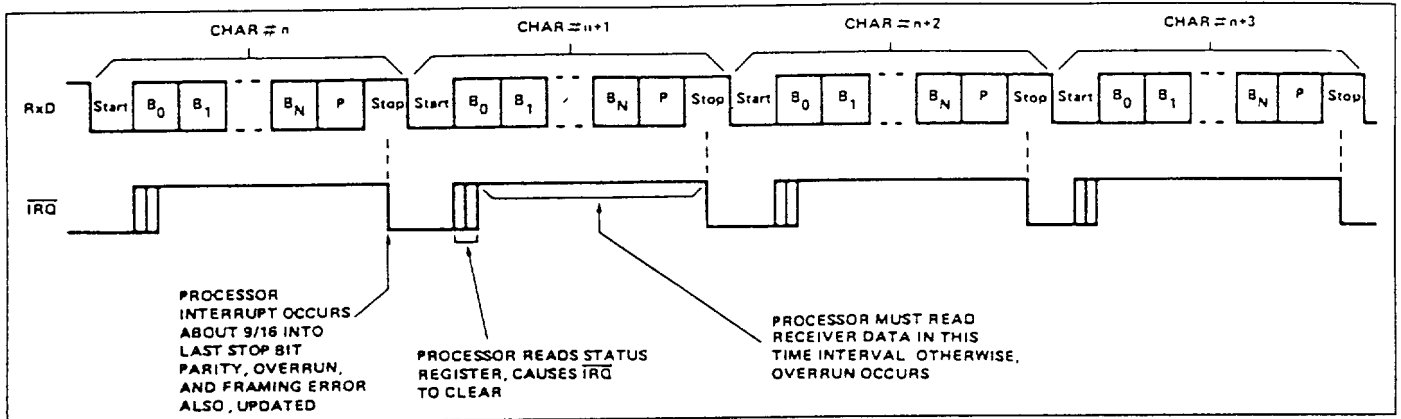 CHAR # n CHAR # n+1 CHAR # n+2 CHAR # n+3
RxD Start B0 B1 BN P Stop Start B0 B1 BN P Stop Start B0 B1 BN P Stop Start B0 B1 BN P Stop
IRQ
PROCESSOR
INTERRUPT OCCURS
ABOUT 9/16 INTO
LAST STOP BIT
PARITY, OVERRUN,
AND FRAMING ERROR
ALSO, UPDATED
PROCESSOR READS STATUS
REGISTER, CAUSES IRQ
TO CLEAR
PROCESSOR MUST READ
RECEIVER DATA IN THIS
TIME INTERVAL OTHERWISE,
OVERRUN OCCURS